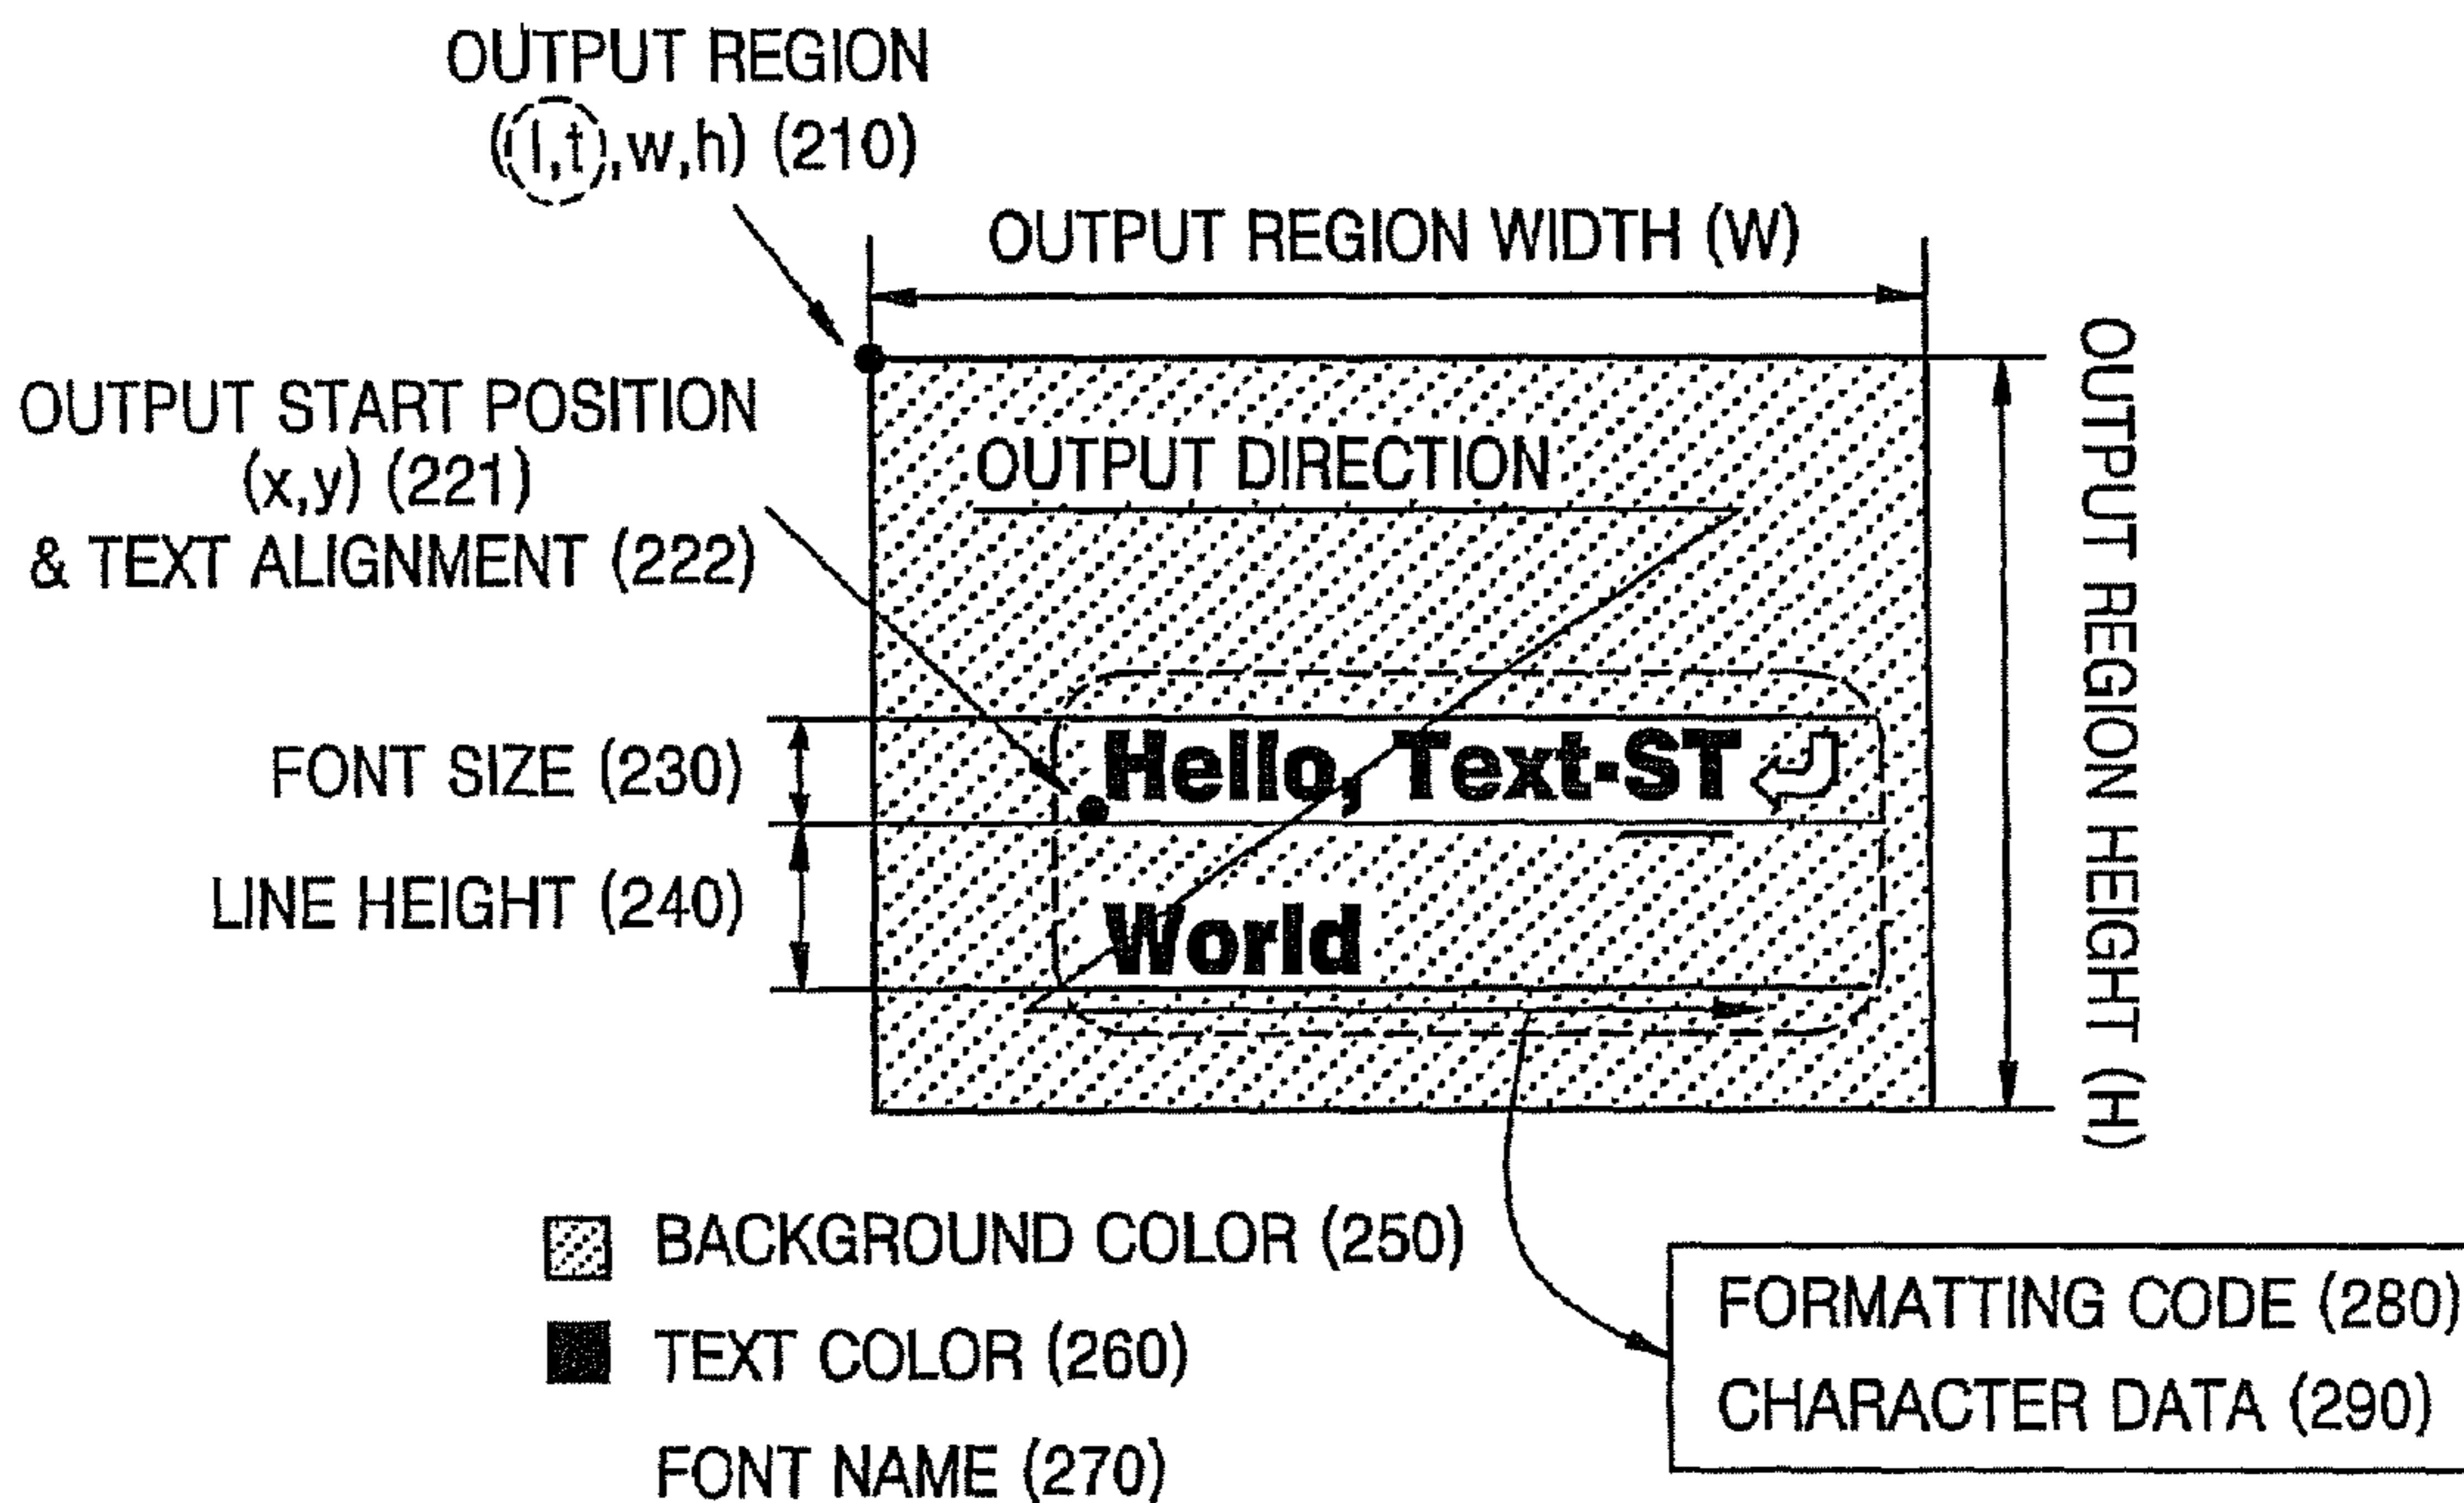 OUTPUT REGION
(l,t),w,h) (210)
OUTPUT REGION WIDTH (W)
OUTPUT REGION HEIGHT (H)
OUTPUT START POSITION
(x,y) (221)
& TEXT ALIGNMENT (222)
OUTPUT DIRECTION
FONT SIZE (230)
Hello, Text-ST
LINE HEIGHT (240)
World
BACKGROUND COLOR (250)
TEXT COLOR (260)
FONT NAME (270)
FORMATTING CODE (280)
CHARACTER DATA (290)